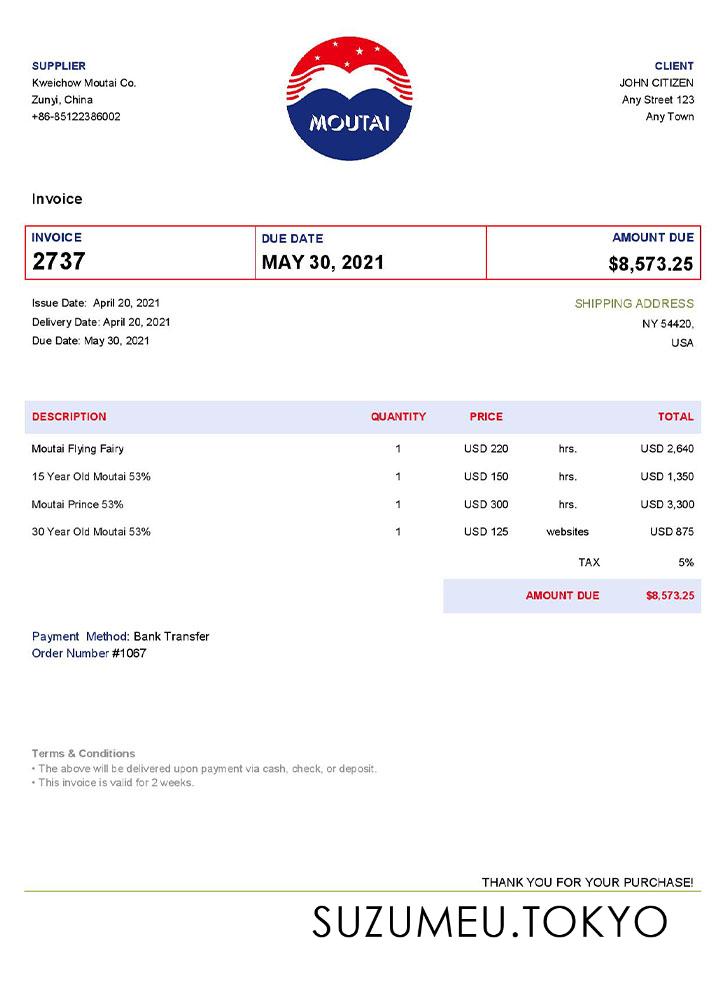 SUPPLIER
Kweichow Moutai Co.
Zunyi, China
+86-85122386002
MOUTAI
CLIENT
JOHN CITIZEN
Any Street 123
Any Town
Invoice
INVOICE
2737
DUE DATE
MAY 30, 2021
AMOUNT DUE
$8,573.25
Issue Date: April 20, 2021
Delivery Date: April 20, 2021
Due Date: May 30, 2021
SHIPPING ADDRESS
NY 54420,
USA
DESCRIPTION QUANTITY PRICE TOTAL
Moutai Flying Fairy 1 USD 220 hrs. USD 2,640
15 Year Old Moutai 53% 1 USD 150 hrs. USD 1,350
Moutai Prince 53% 1 USD 300 hrs. USD 3,300
30 Year Old Moutai 53% 1 USD 125 websites USD 875
TAX 5%
AMOUNT DUE $8,573.25
Payment Method: Bank Transfer
Order Number #1067
Terms & Conditions
• The above will be delivered upon payment via cash, check, or deposit.
• This invoice is valid for 2 weeks.
THANK YOU FOR YOUR PURCHASE!
SUZUMEU.TOKYO